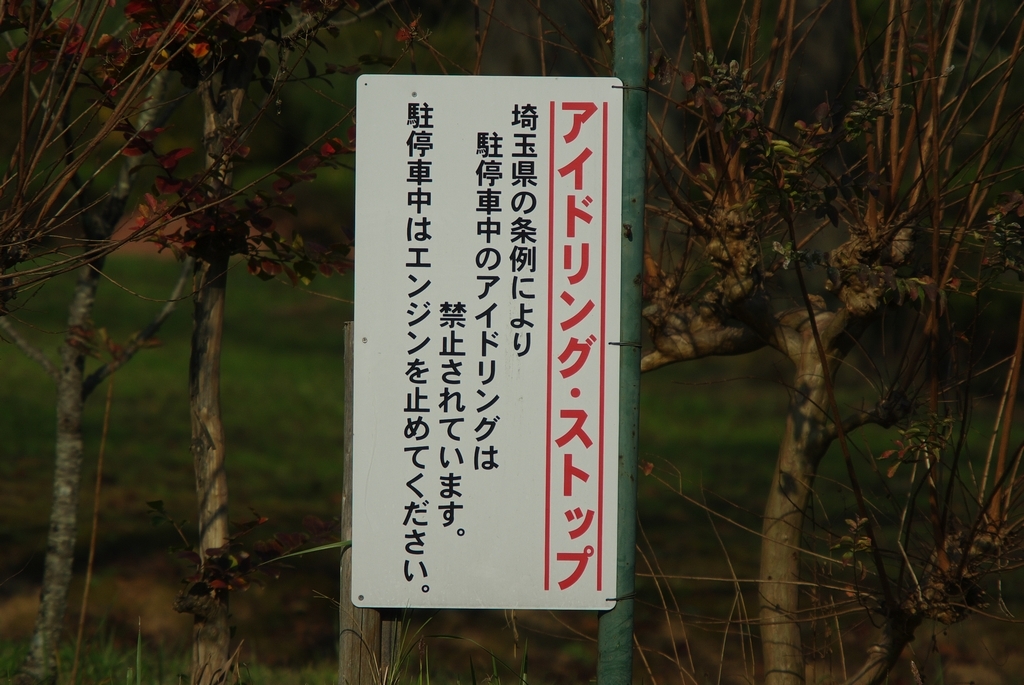 アイドリング・ストップ
埼玉県の条例により
駐停車中のアイドリングは
禁止されています。
駐停車中はエンジンを止めてください。